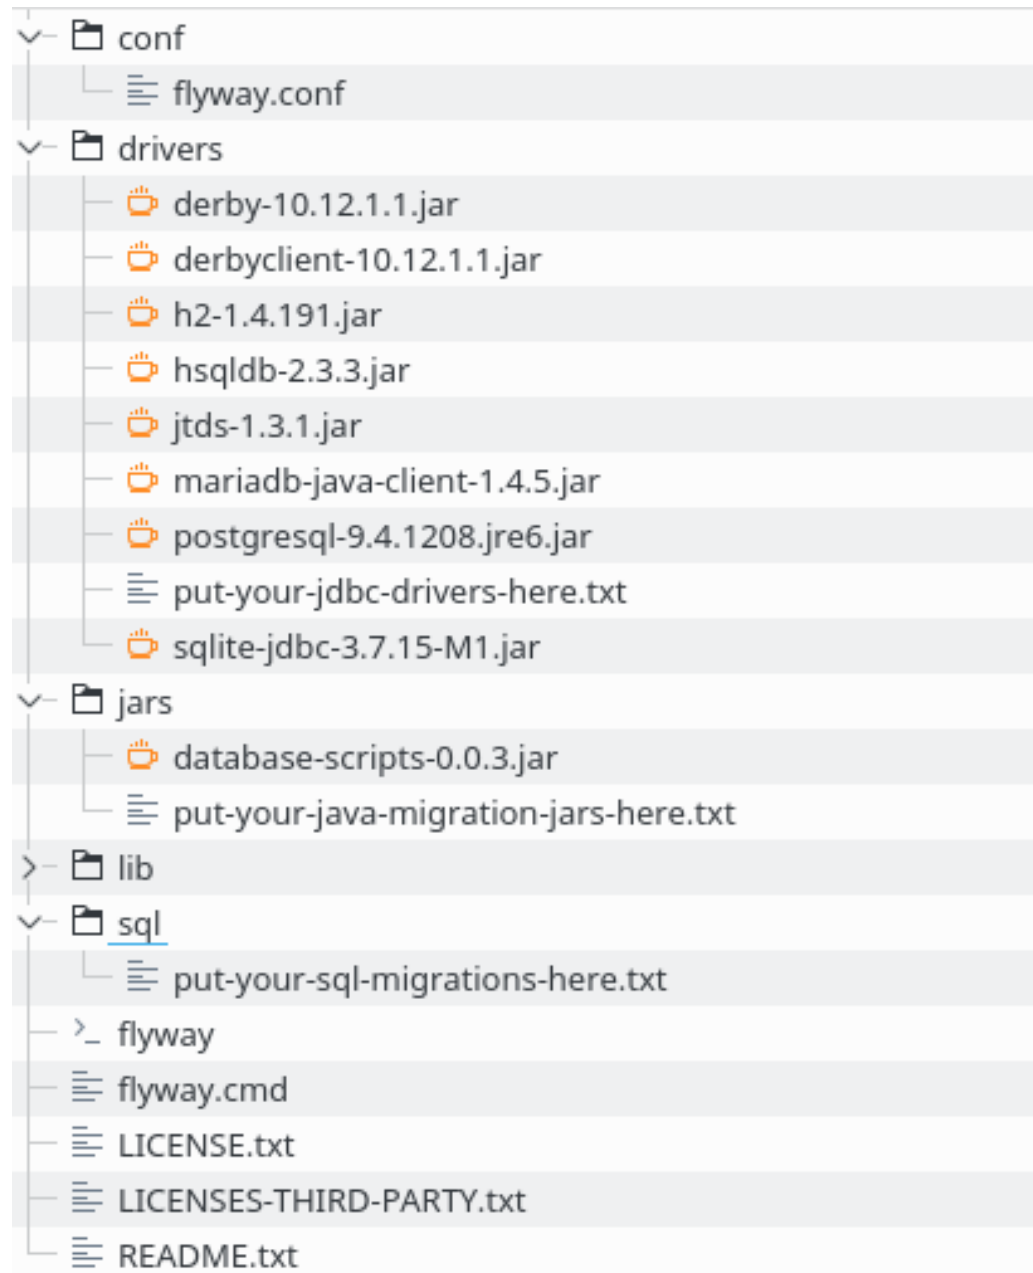 conf
flyway.conf
drivers
derby-10.12.1.1.jar
derbyclient-10.12.1.1.jar
h2-1.4.191.jar
hsqldb-2.3.3.jar
jtds-1.3.1.jar
mariadb-java-client-1.4.5.jar
postgresql-9.4.1208.jre6.jar
put-your-jdbc-drivers-here.txt
sqlite-jdbc-3.7.15-M1.jar
jars
database-scripts-0.0.3.jar
put-your-java-migration-jars-here.txt
lib
sql
put-your-sql-migrations-here.txt
flyway
flyway.cmd
LICENSE.txt
LICENSES-THIRD-PARTY.txt
README.txt